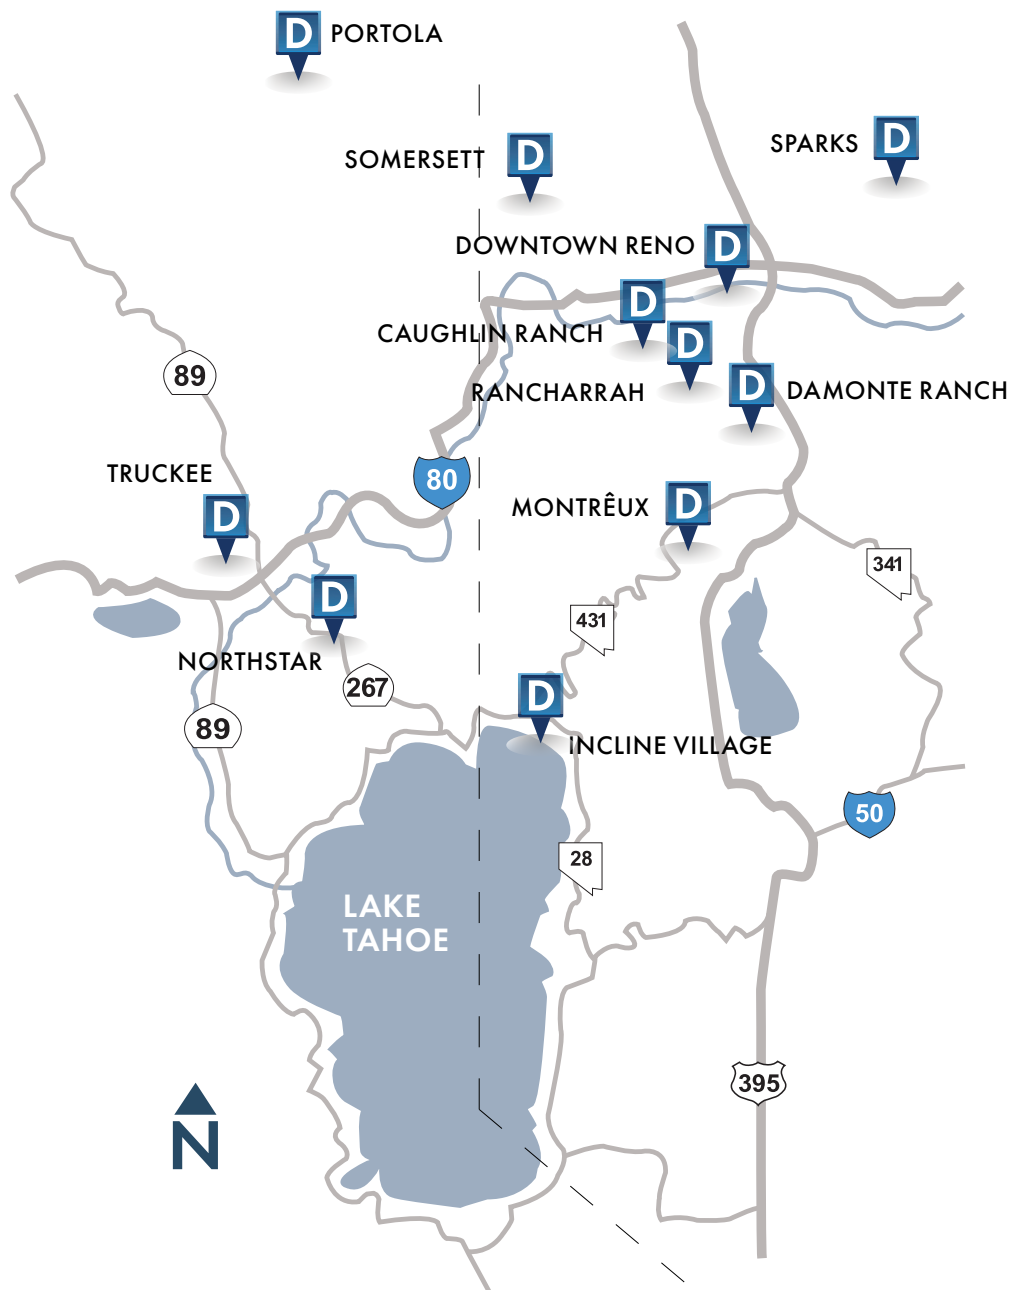 D PORTOLA
SPARKS D
SOMERSETT D
DOWNTOWN RENO D
D
CAUGHLIN RANCH
D
RANCHARRAH
D DAMONTE RANCH
89
80
TRUCKEE
D
MONTRÊUX D
341
D
431
NORTHSTAR
267
D
89
INCLINE VILLAGE
50
28
LAKE
TAHOE
395
N